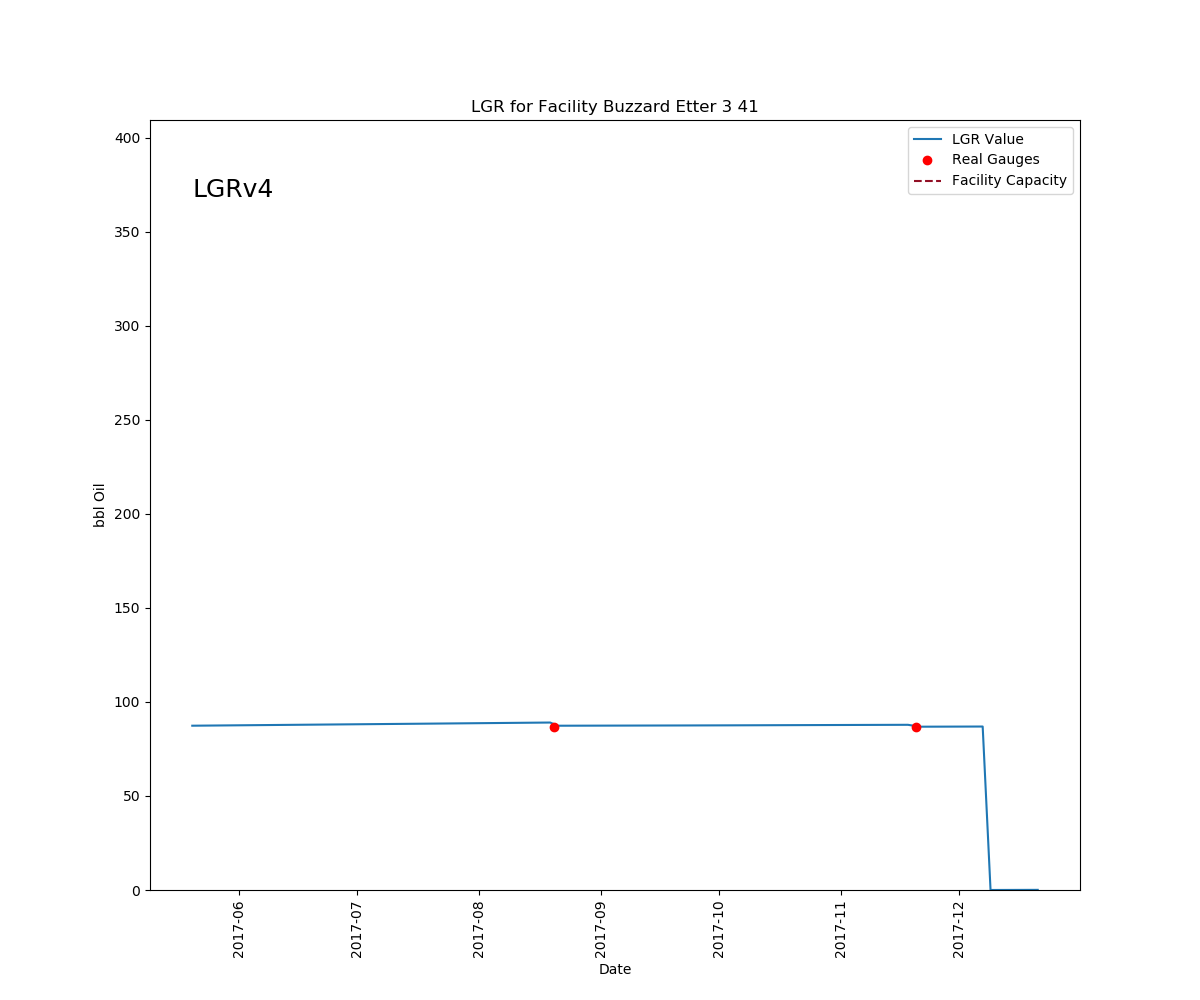 LGR for Facility Buzzard Etter 3 41
LGRv4
LGR Value
Real Gauges
Facility Capacity
400
350
300
250
200
150
100
50
0
bbl Oil
2017-06
2017-07
2017-08
2017-09
2017-10
2017-11
2017-12
Date